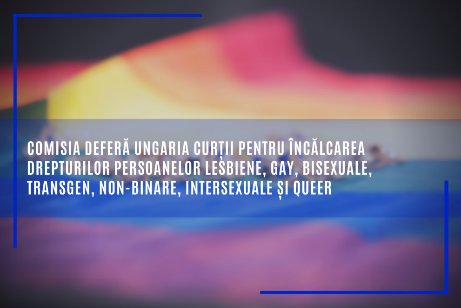 COMISIA DEFERĂ UNGARIA CURȚII PENTRU ÎNCĂLCAREA
DREPTURILOR PERSOANELOR LESBIENE, GAY, BISEXUALE,
TRANSGEN, NON-BINARE, INTERSEXUALE ȘI QUEER